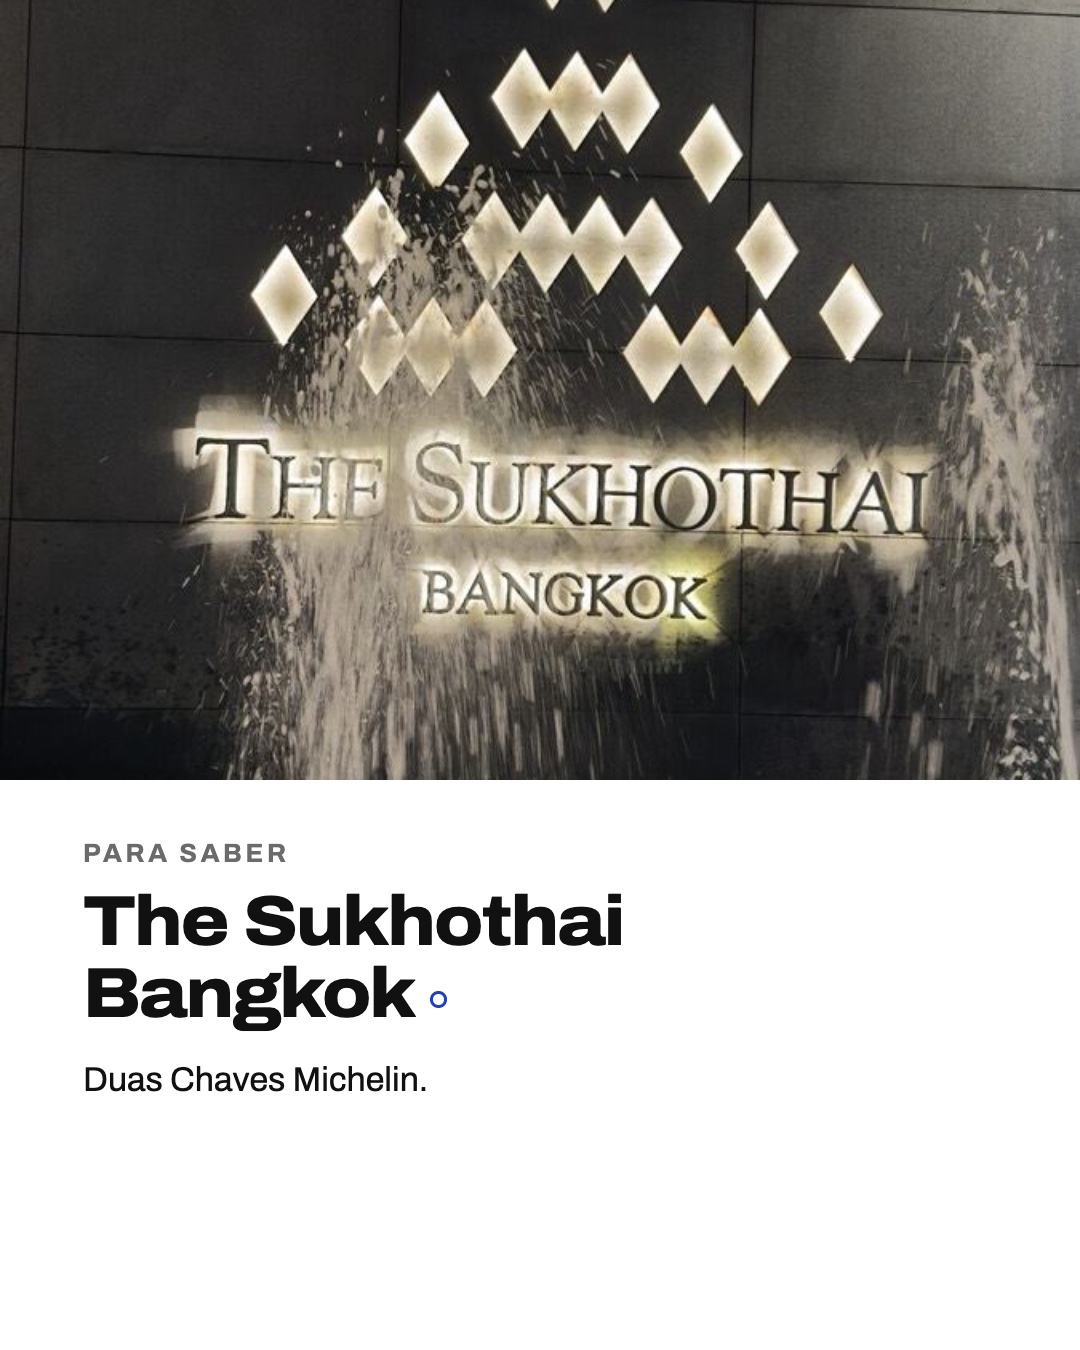 THE SUKHOTHAI
BANGKOK
PARA SABER
The Sukhothai
Bangkok
Duas Chaves Michelin.